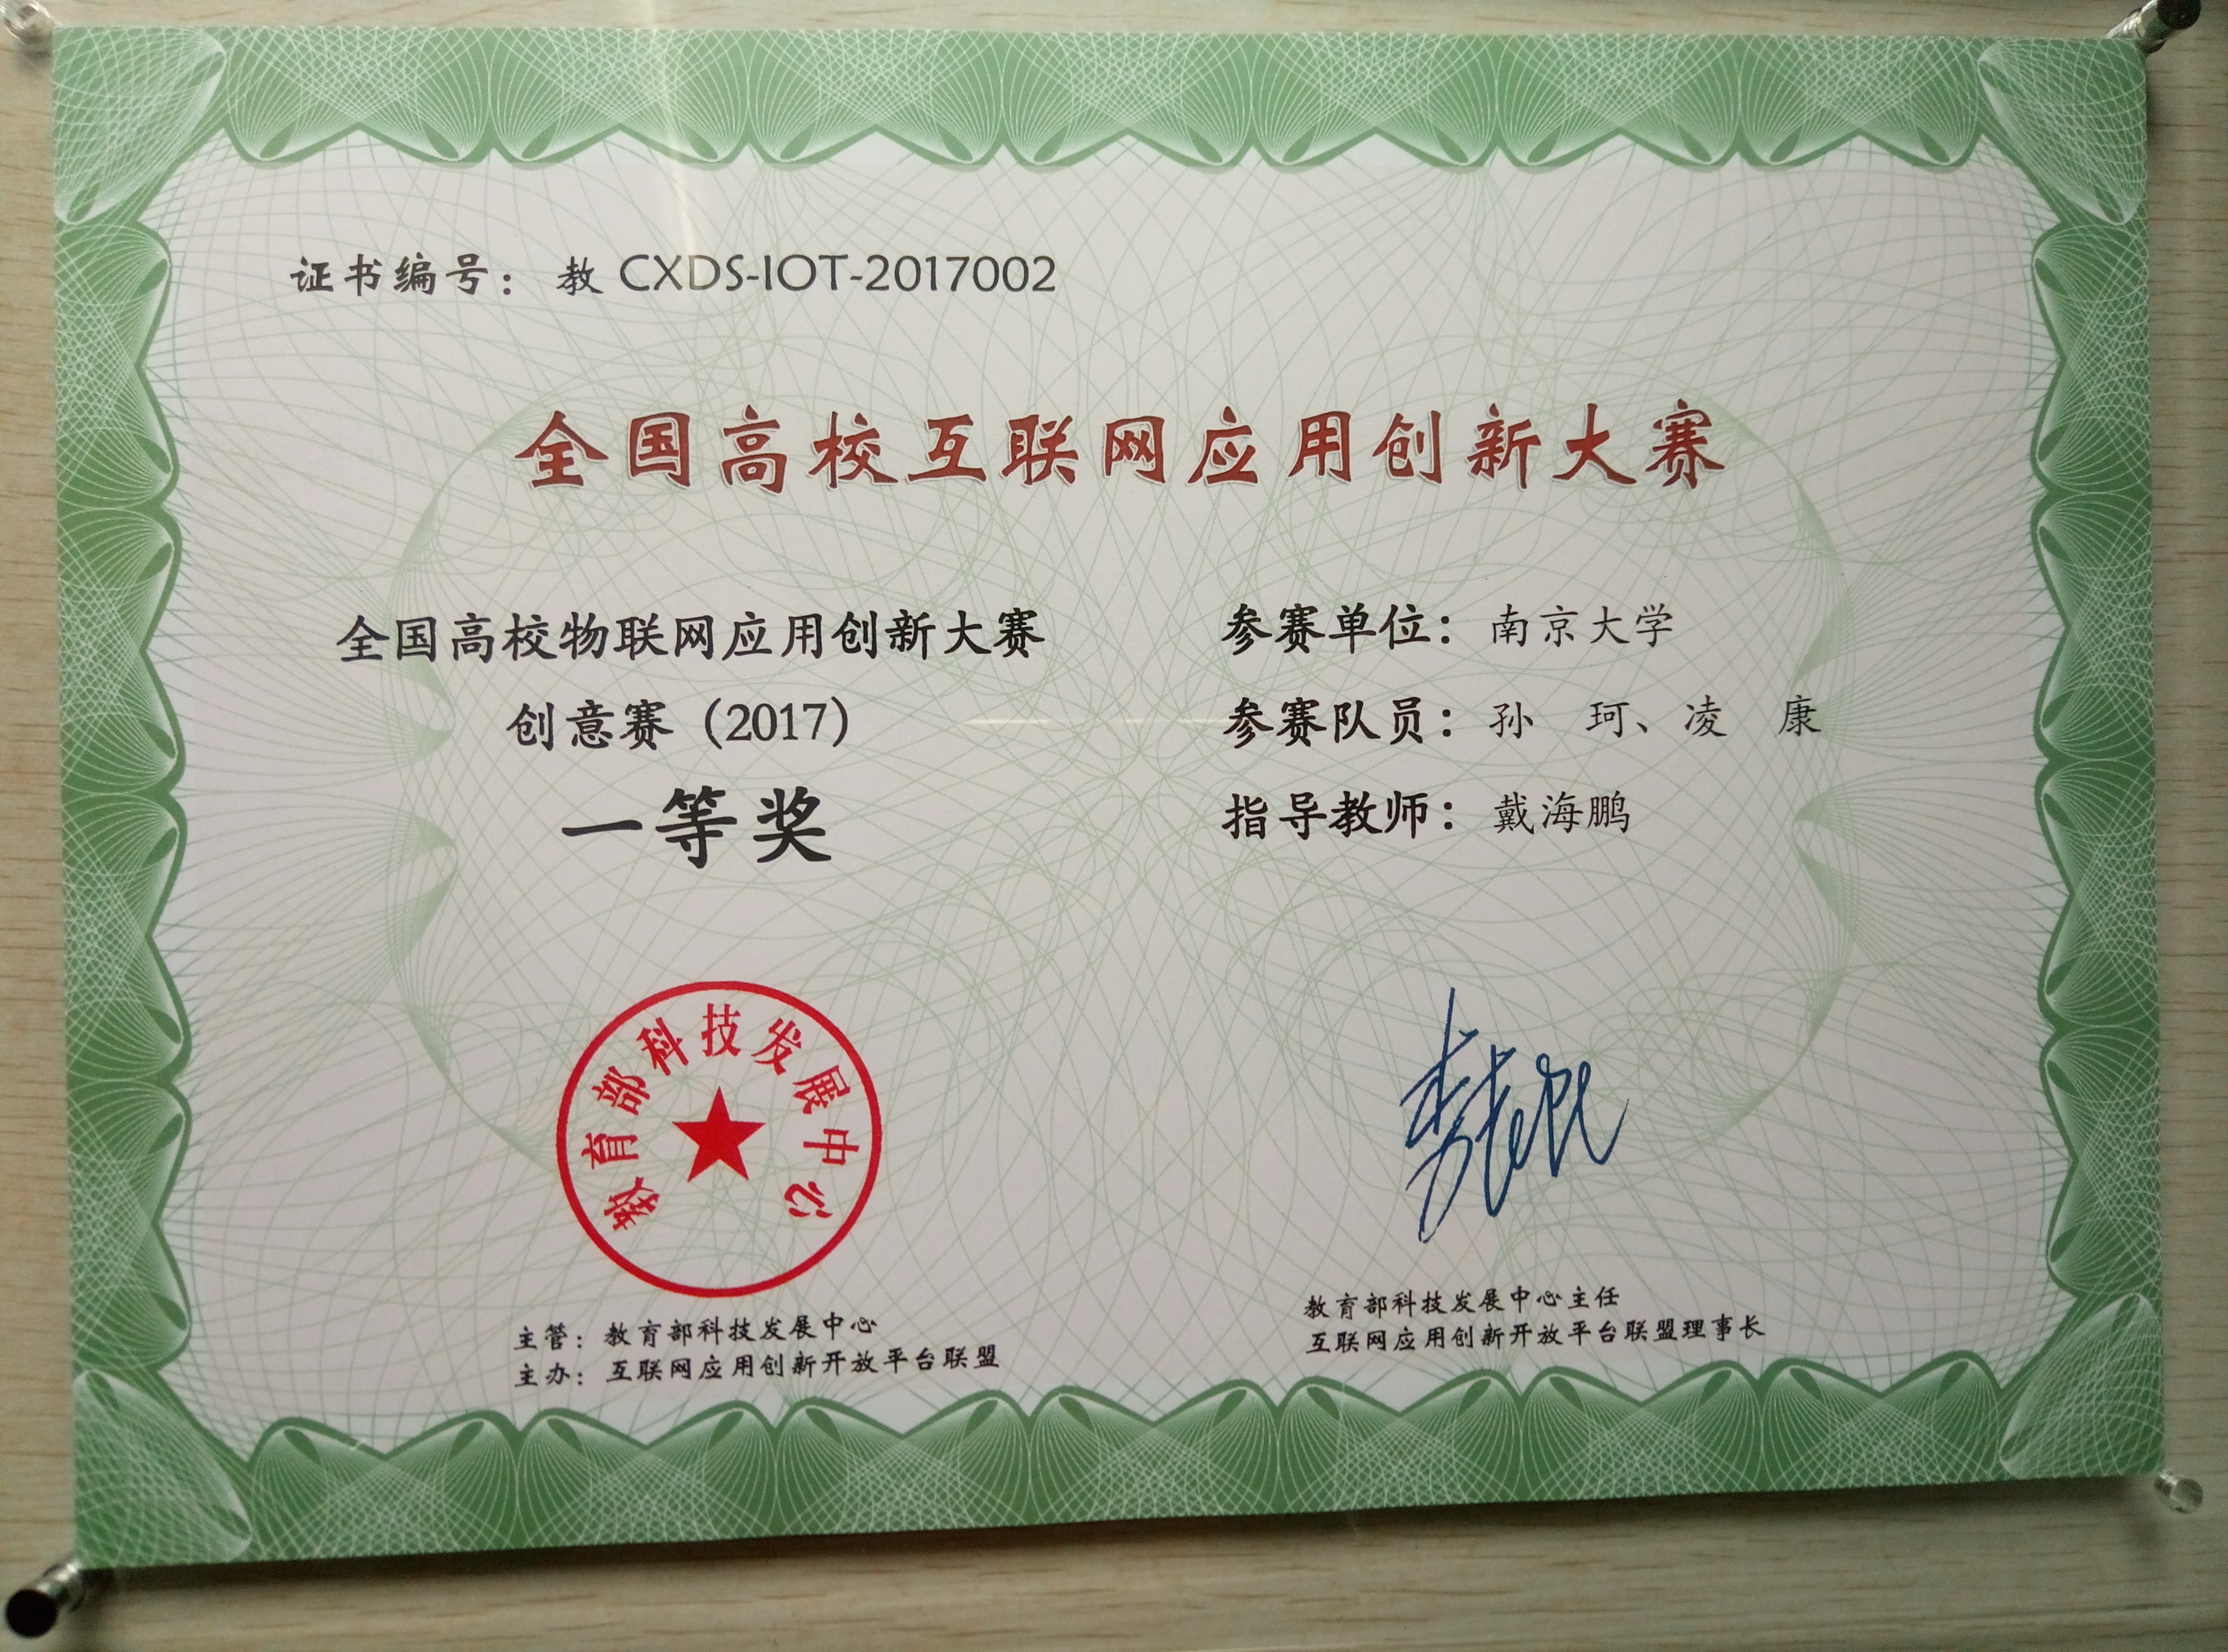 证书编号： 教 CXDS-IOT-2017002
全国高校互联网应用创新大赛
全国高校物联网应用创新大赛
创意赛（2017）
一等奖
参赛单位：南京大学
参赛队员：孙 珂、凌 康
指导教师：戴海鹏
教育部科技发展中心
主管：教育部科技发展中心
主办：互联网应用创新开放平台联盟
教育部科技发展中心主任
互联网应用创新开放平台联盟理事长